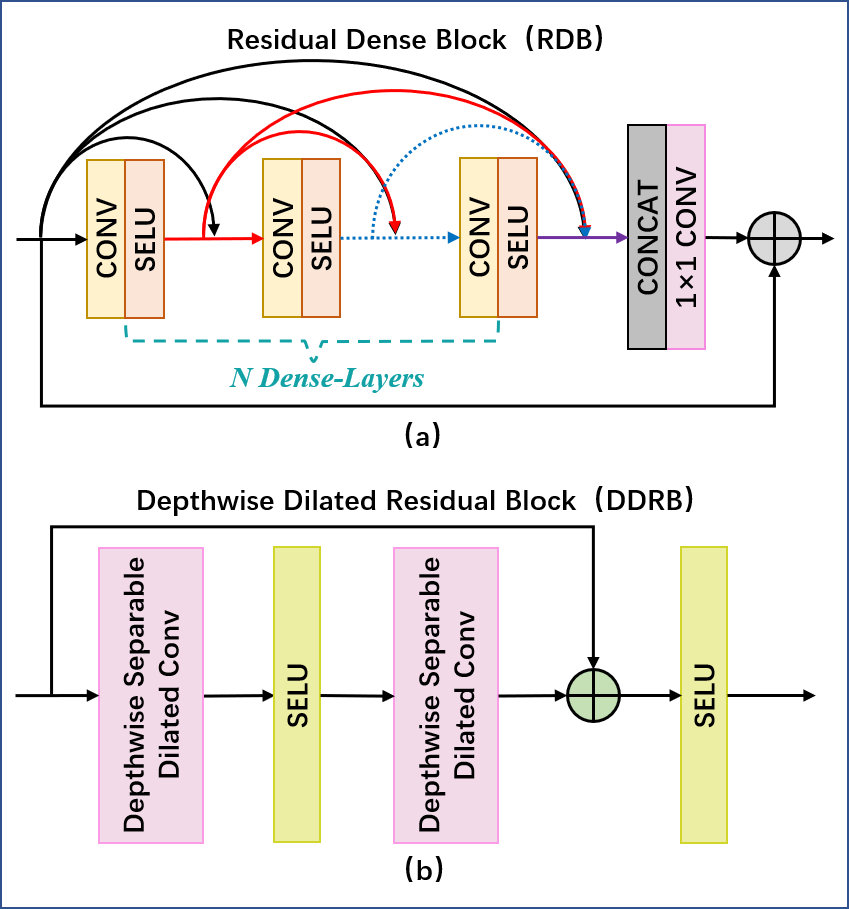 Residual Dense Block（RDB）
CONV
SELU
CONV
SELU
CONV
SELU
CONCAT
1×1 CONV
N Dense-Layers
(a)
Depthwise Dilated Residual Block（DDRB）
Depthwise Separable
Dilated Conv
SELU
Depthwise Separable
Dilated Conv
SELU
(b)